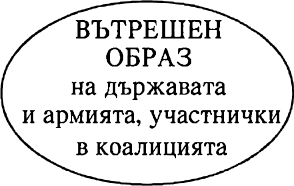 ВЪТРЕШЕН
ОБРАЗ
на държавата
и армията, участнички
в коалицията